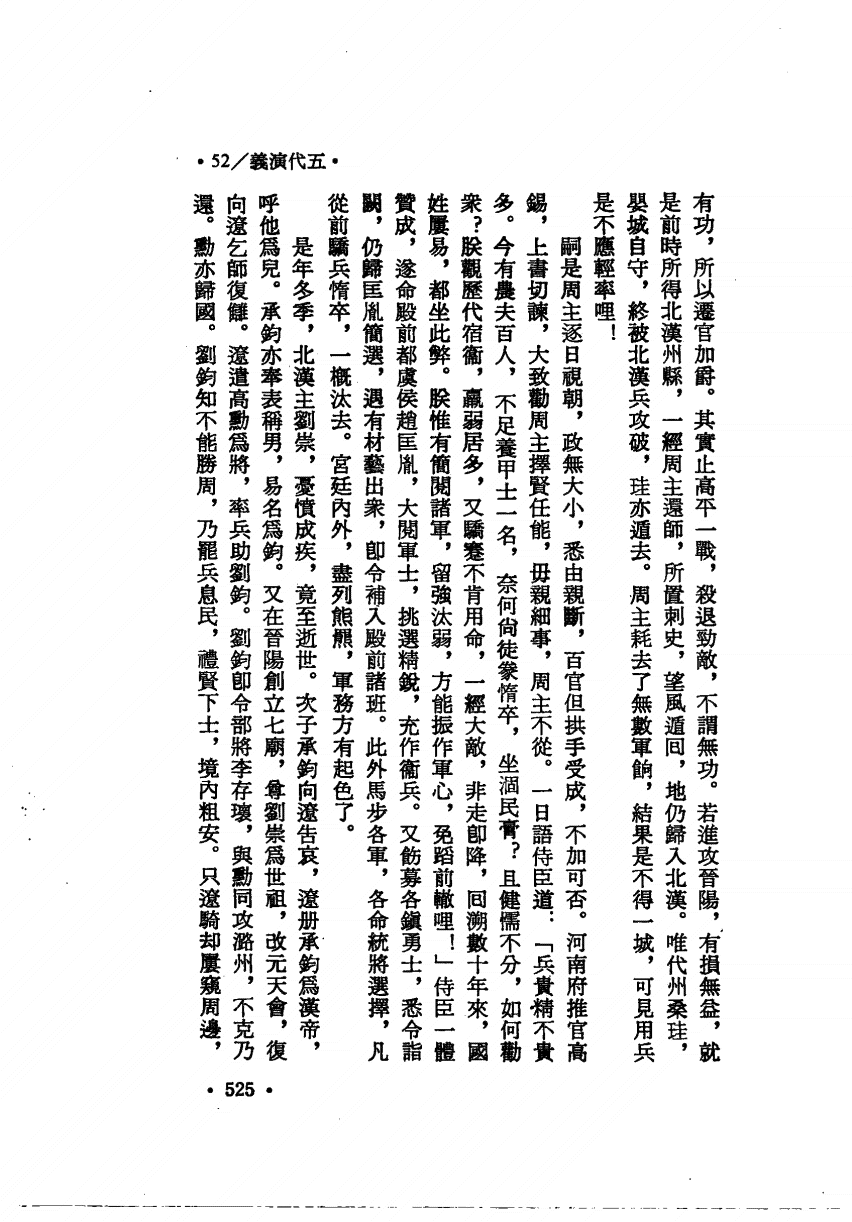 •52／義演代五•
有功，所以遷官加爵。其實止高平一戰，殺退勁敵，不謂無功。若進攻晉陽，有損無益，就
是前時所得北漢州縣，一經周主還師，所置刺史，望風遁回，地仍歸入北漢。唯代州桑珪，
嬰城自守，終被北漢兵攻破，珪亦遁去。周主耗去了無數軍餉，結果是不得一城，可見用兵
是不應輕率哩！
嗣是周主逐日視朝，政無大小，悉由親斷，百官但拱手受成，不加可否。河南府推官高
錫，上書切諫，大致勸周主擇賢任能，毋親細事，周主不從。一日語侍臣道：「兵貴精不貴
多。今有農夫百人，不足養甲士一名，奈何尙徒豢惰卒，坐涸民膏？且健懦不分，如何勸
衆？朕觀歷代宿衞，羸弱居多，又驕蹇不肯用命，一經大敵，非走卽降，回溯數十年來，國
姓屢易，都坐此弊。朕惟有簡閱諸軍，留強汰弱，方能振作軍心，免蹈前轍哩！」侍臣一體
贊成，遂命殿前都虞侯趙匡胤，大閱軍士，挑選精銳，充作衞兵。又飭募各鎭勇士，悉令詣
闕，仍歸匡胤簡選，遇有材藝出衆，卽令補入殿前諸班。此外馬步各軍，各命統將選擇，凡
從前驕兵惰卒，一概汰去。宮廷內外，盡列熊羆，軍務方有起色了。
是年冬季，北漢主劉崇，憂憤成疾，竟至逝世。次子承鈞向遼告哀，遼册承鈞爲漢帝，
呼他爲兒。承鈞亦奉表稱男，易名爲鈞。又在晉陽創立七廟，尊劉崇爲世祖，改元天會，復
向遼乞師復讎。遼遣高勳爲將，率兵助劉鈞。劉鈞卽令部將李存瓌，與勳同攻潞州，不克乃
還。勳亦歸國。劉鈞知不能勝周，乃罷兵息民，禮賢下士，境內粗安。只遼騎却屢窺周邊，
•525•